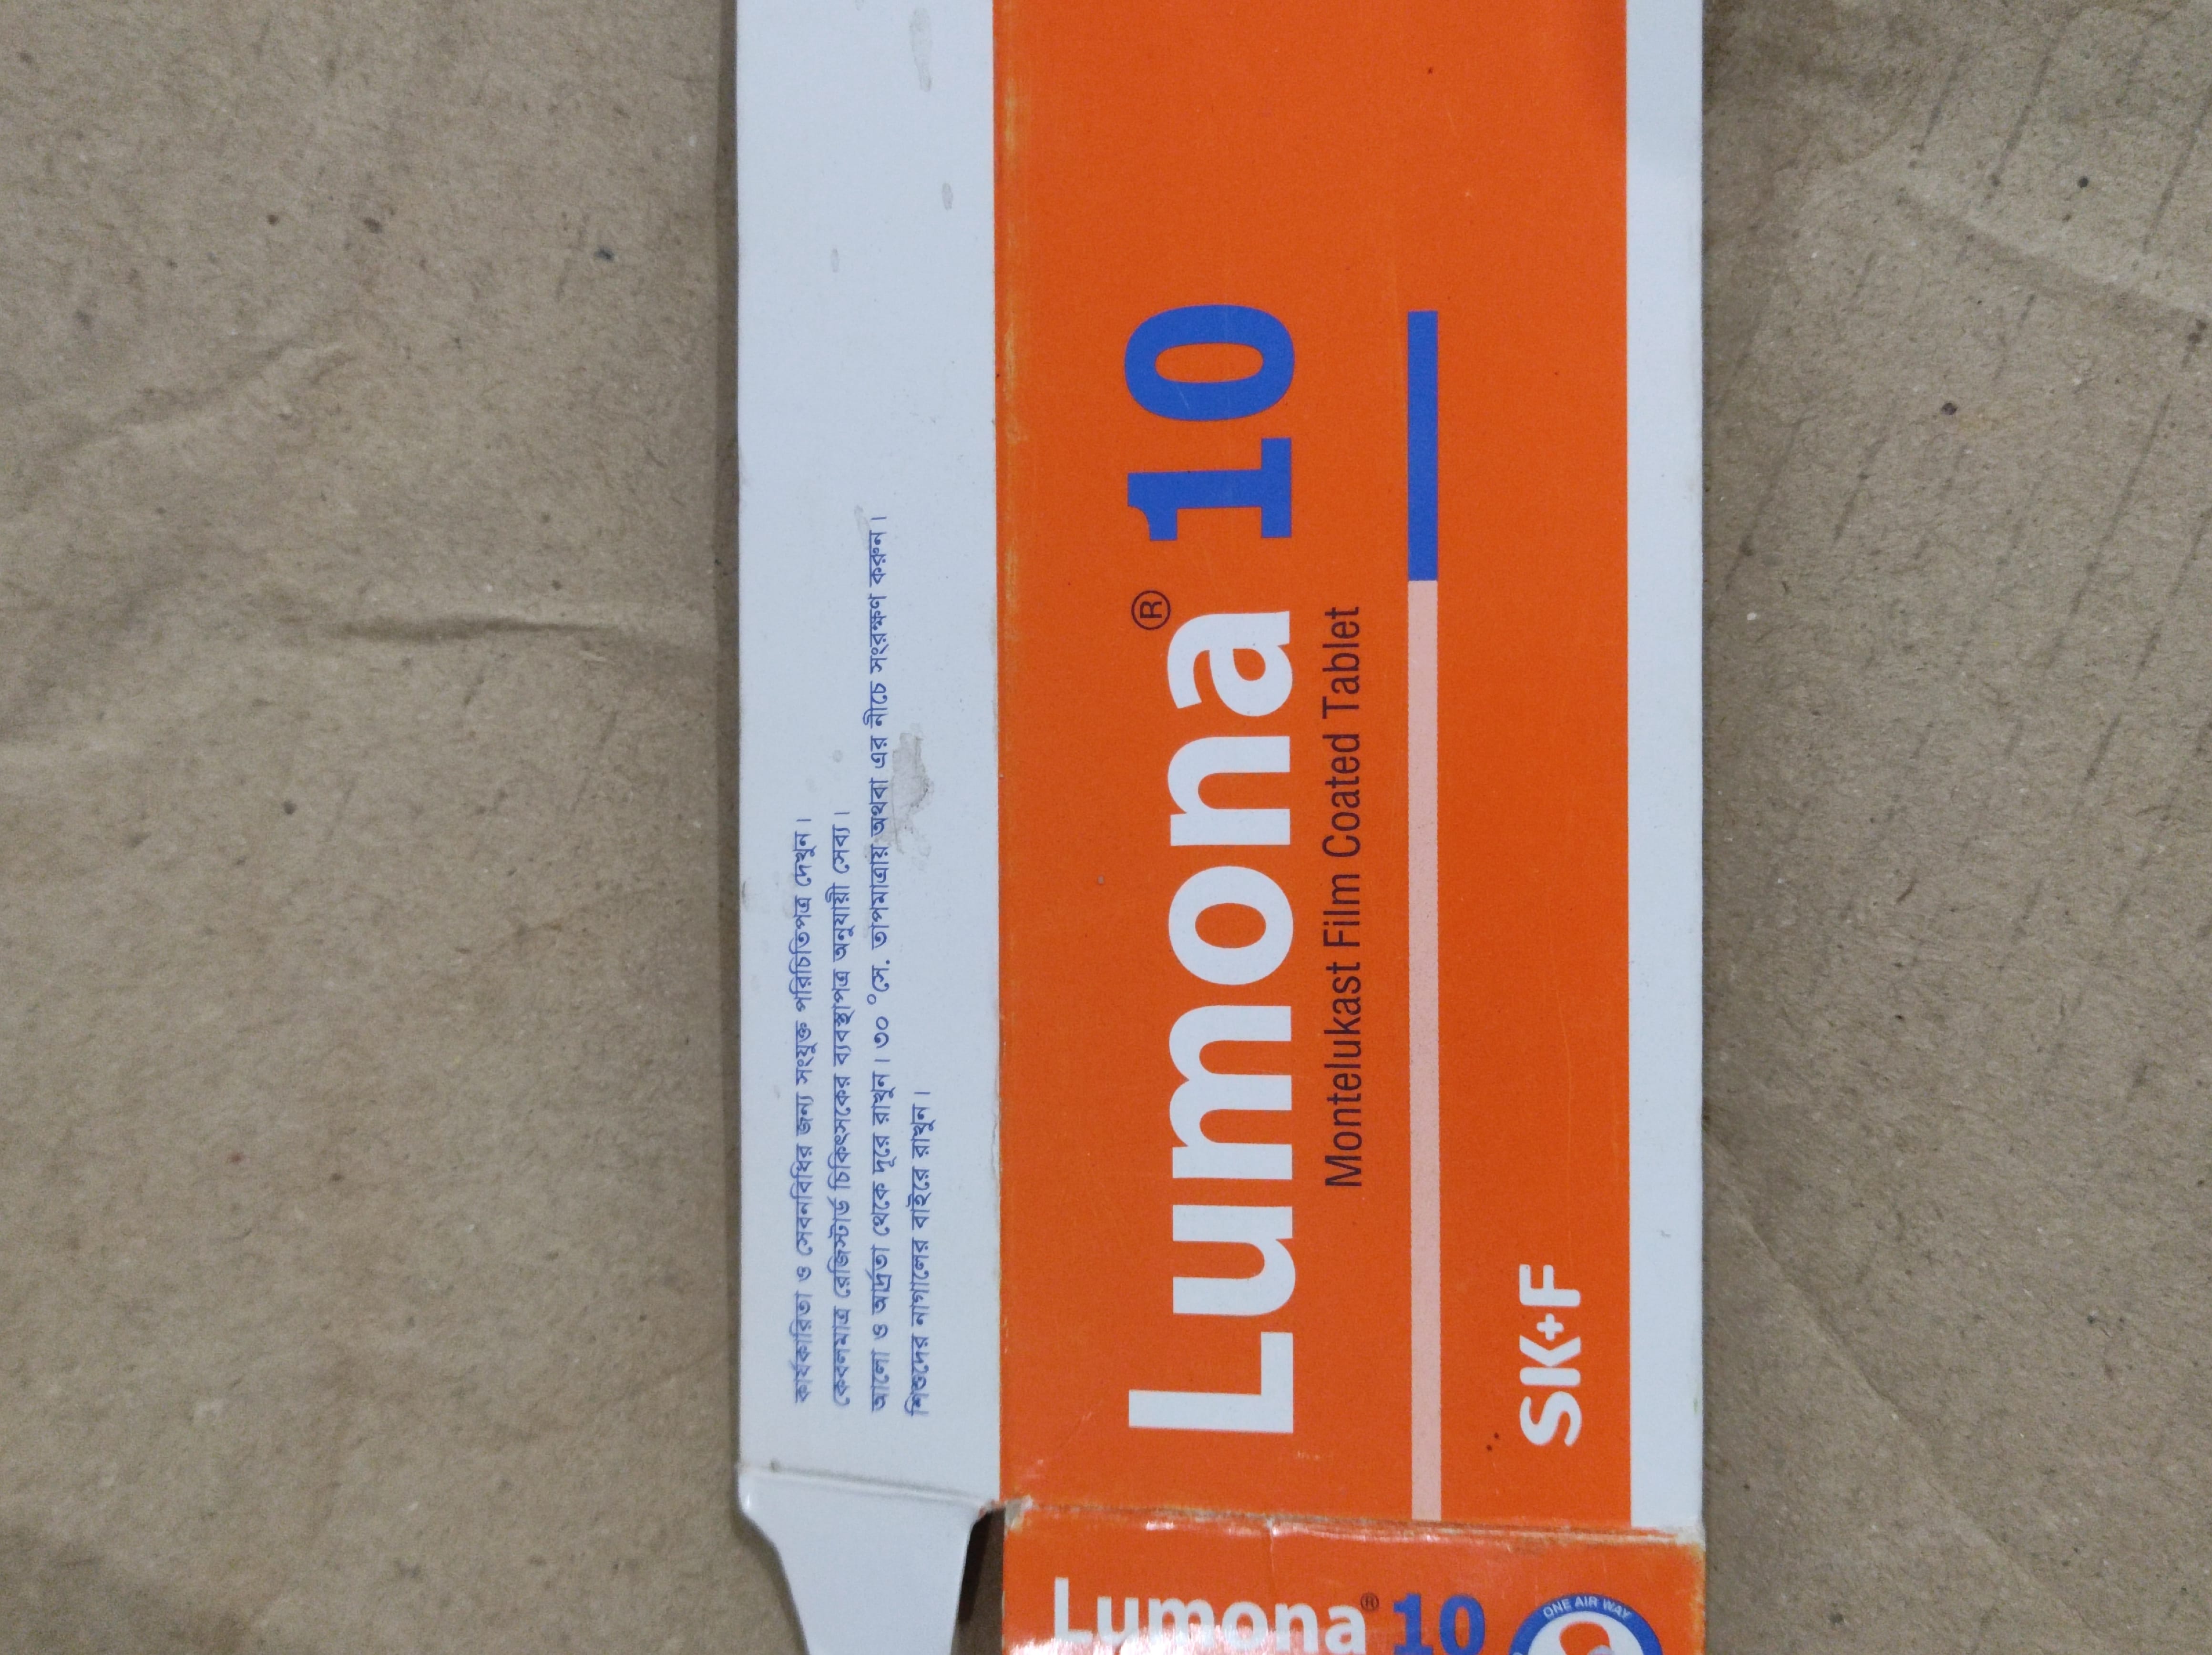 কার্যকারিতা ও সেবনবিধির জন্য সংযুক্ত পরিচিতিপত্র দেখুন।
কেবলমাত্র রেজিস্টার্ড চিকিৎসকের ব্যবস্থাপত্র অনুযায়ী সেব্য।
আলো ও আর্দ্রতা থেকে দূরে রাখুন। ৩০ °সে. তাপমাত্রায় অথবা এর নীচে সংরক্ষণ করুন।
শিশুদের নাগালের বাইরে রাখুন।
Lumona® 10
Montelukast Film Coated Tablet
SK+F
Lumona® 10
ONE AIR WAY